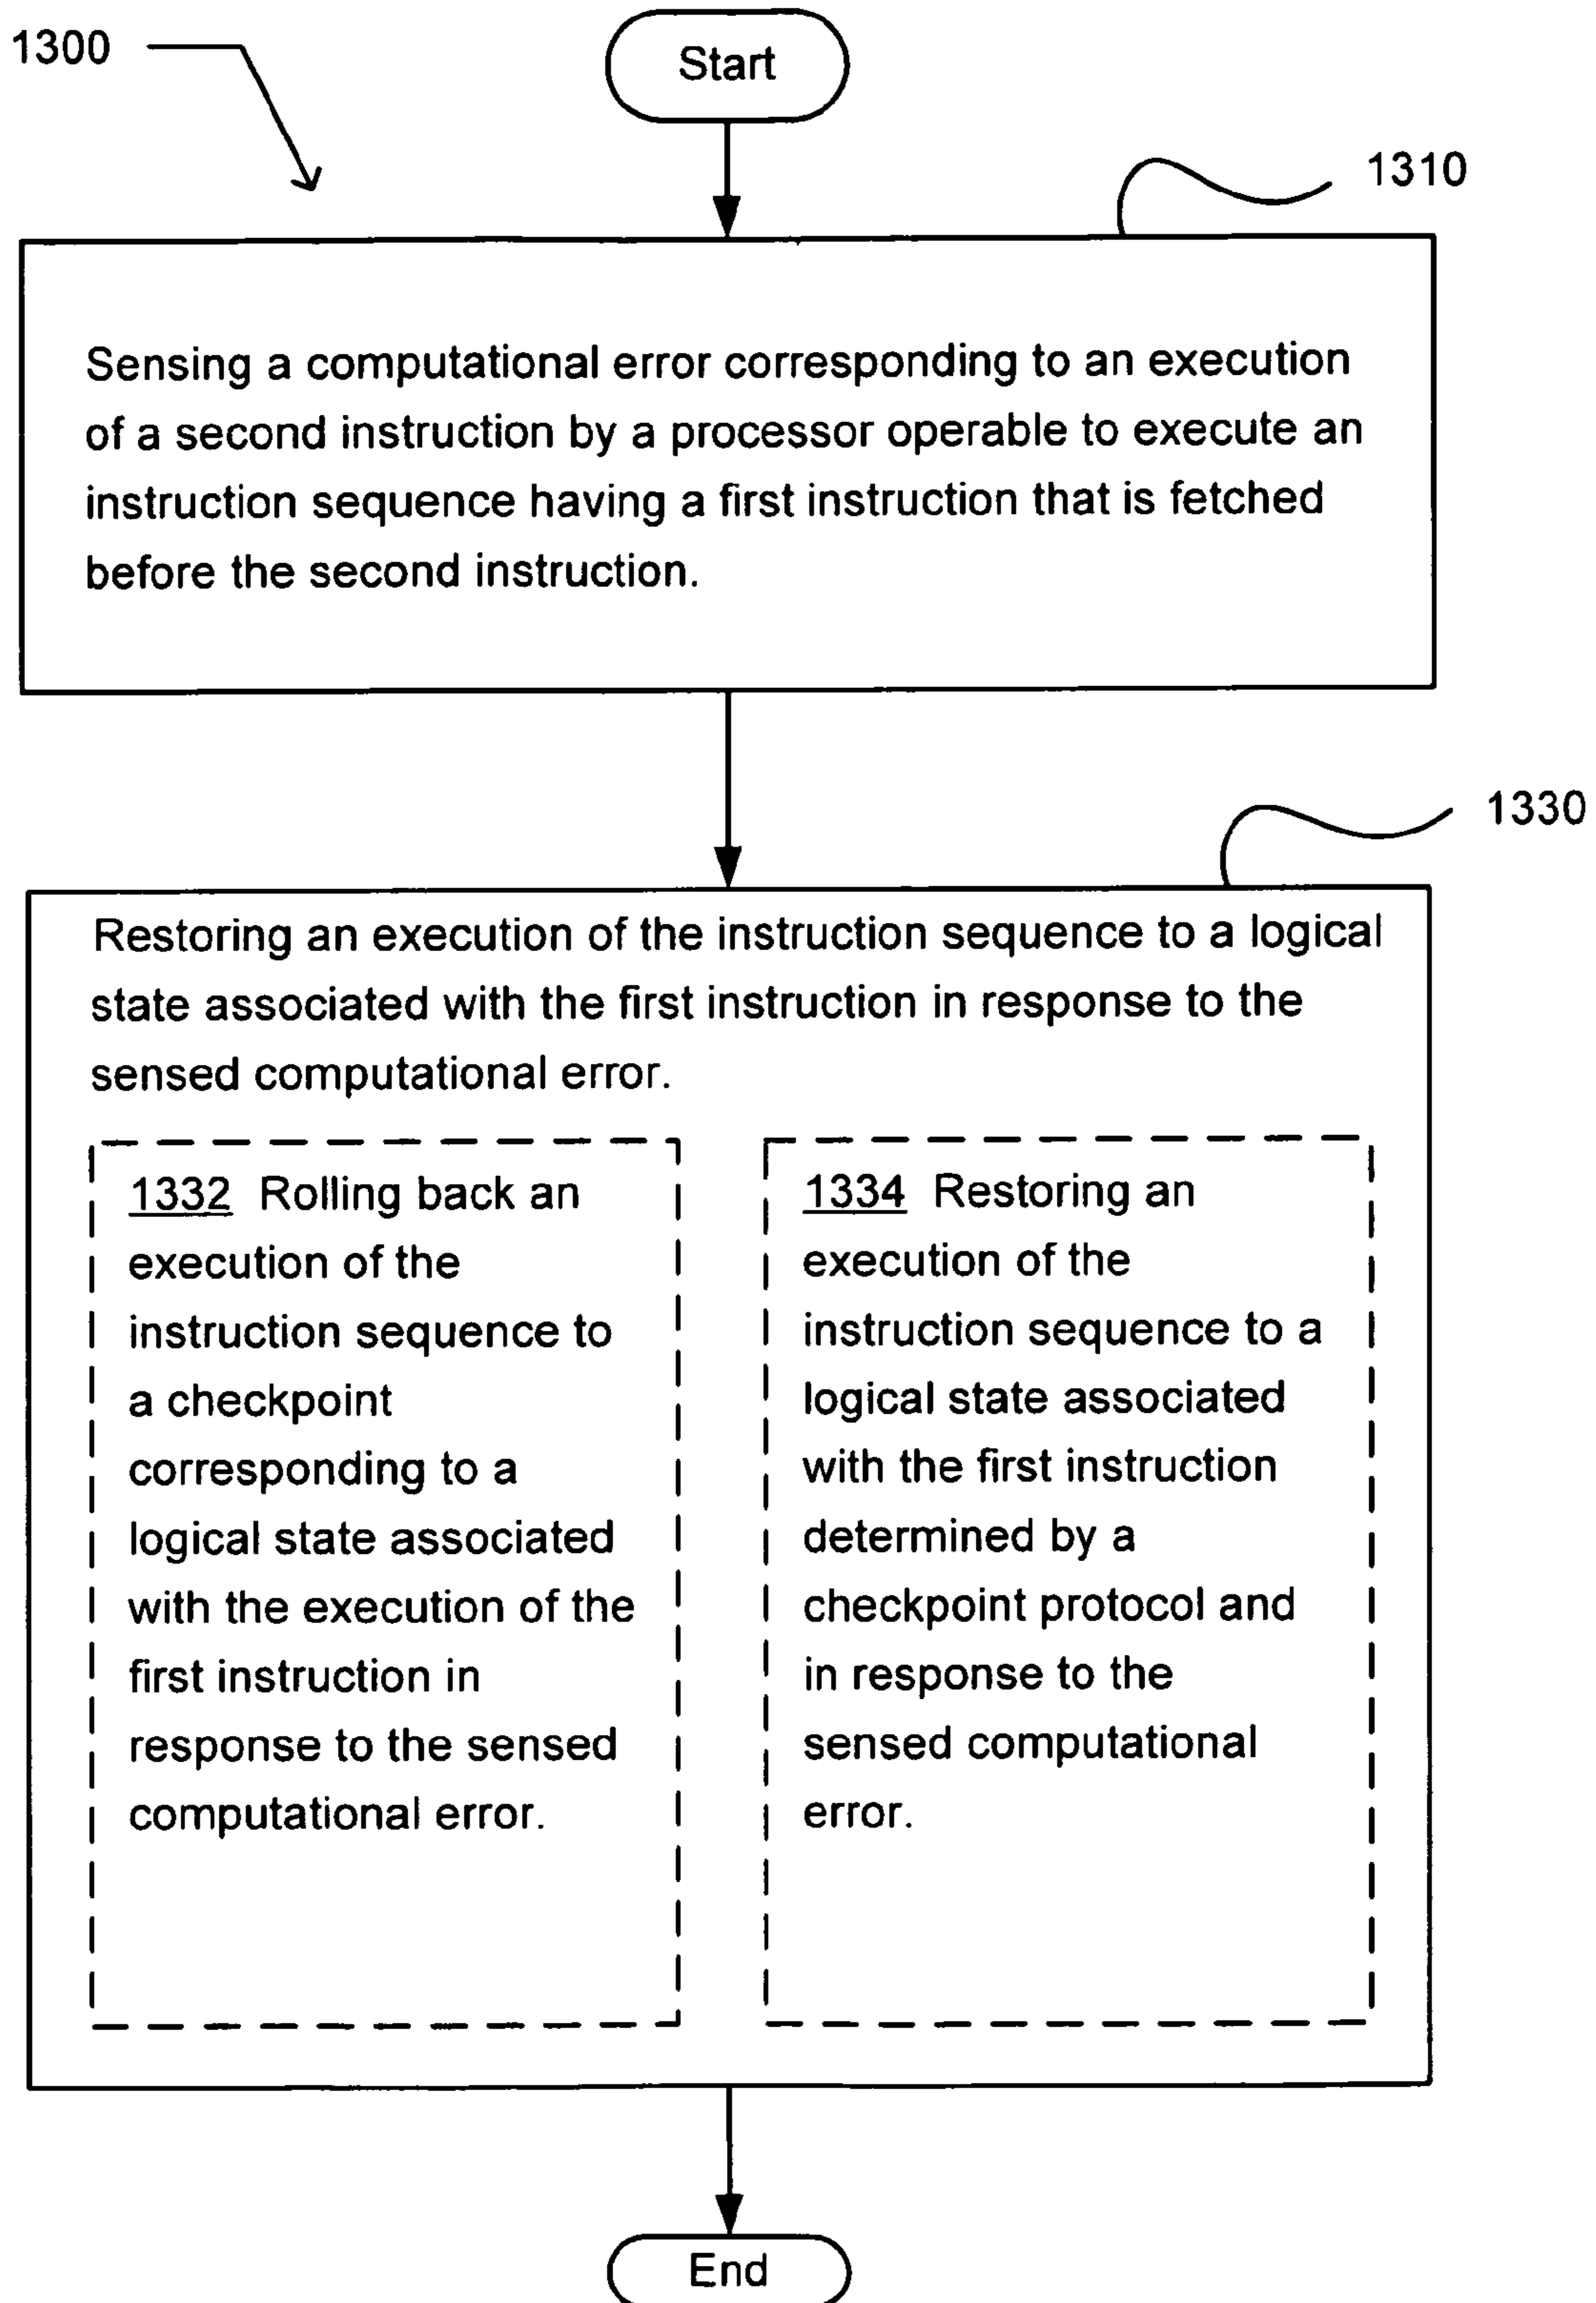 1300
Start
1310
Sensing a computational error corresponding to an execution
of a second instruction by a processor operable to execute an
instruction sequence having a first instruction that is fetched
before the second instruction.
1330
Restoring an execution of the instruction sequence to a logical
state associated with the first instruction in response to the
sensed computational error.
1332 Rolling back an
execution of the
instruction sequence to
a checkpoint
corresponding to a
logical state associated
with the execution of the
first instruction in
response to the sensed
computational error.
1334 Restoring an
execution of the
instruction sequence to a
logical state associated
with the first instruction
determined by a
checkpoint protocol and
in response to the
sensed computational
error.
End